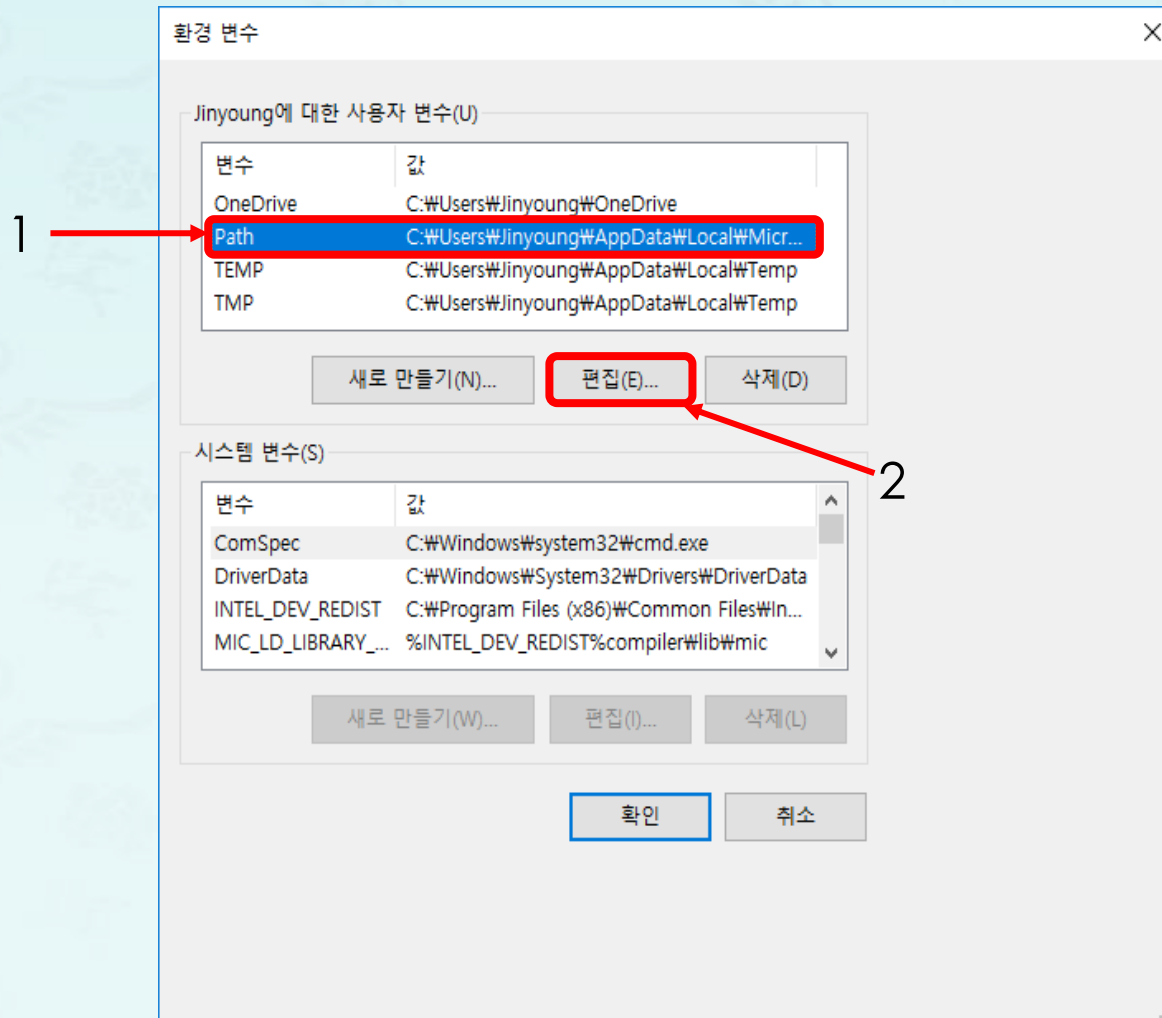 환경 변수
Jinyoung에 대한 사용자 변수(U)
변수 값
OneDrive C:₩Users₩Jinyoung₩OneDrive
1
Path C:₩Users₩Jinyoung₩AppData₩Local₩Micr...
TEMP C:₩Users₩Jinyoung₩AppData₩Local₩Temp
TMP C:₩Users₩Jinyoung₩AppData₩Local₩Temp
새로 만들기(N)... 편집(E)... 삭제(D)
시스템 변수(S)
2
변수 값
ComSpec C:₩Windows₩system32₩cmd.exe
DriverData C:₩Windows₩System32₩Drivers₩DriverData
INTEL_DEV_REDIST C:₩Program Files (x86)₩Common Files₩In...
MIC_LD_LIBRARY_... %INTEL_DEV_REDIST%compiler₩lib₩mic
새로 만들기(W)... 편집(I)... 삭제(L)
확인 취소